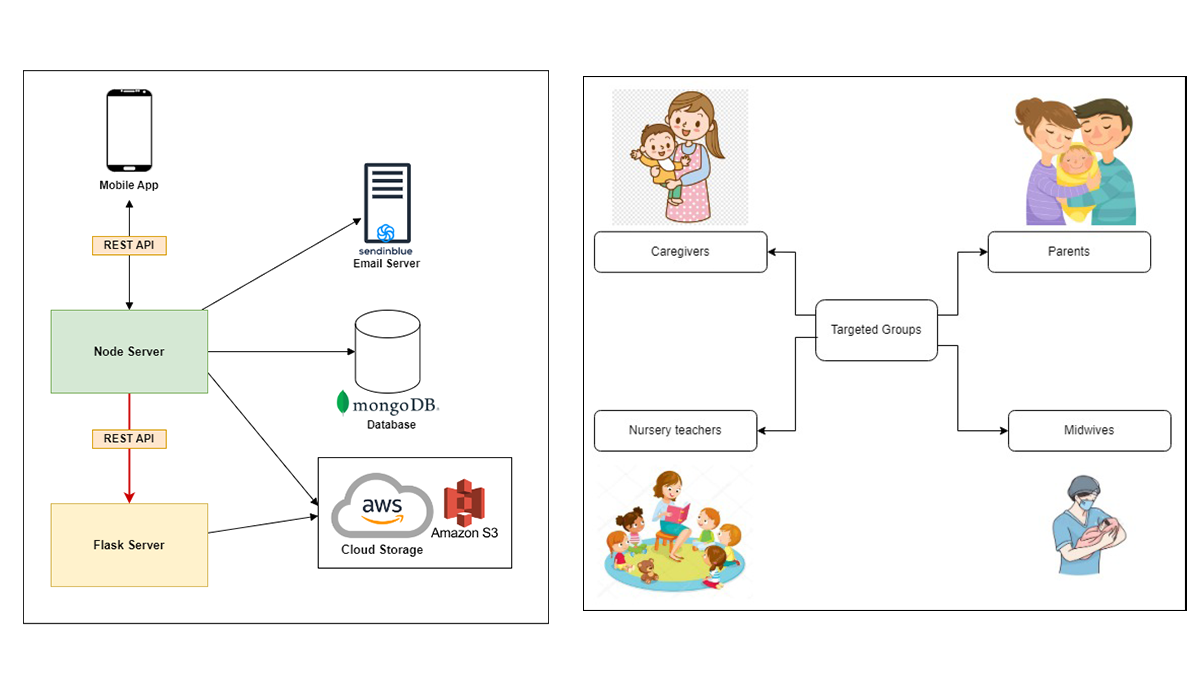 Mobile App
REST API
sendinblue
Email Server
Node Server
mongoDB.
Database
REST API
aws
Amazon S3
Cloud Storage
Flask Server
Caregivers
Parents
Targeted Groups
Nursery teachers
Midwives